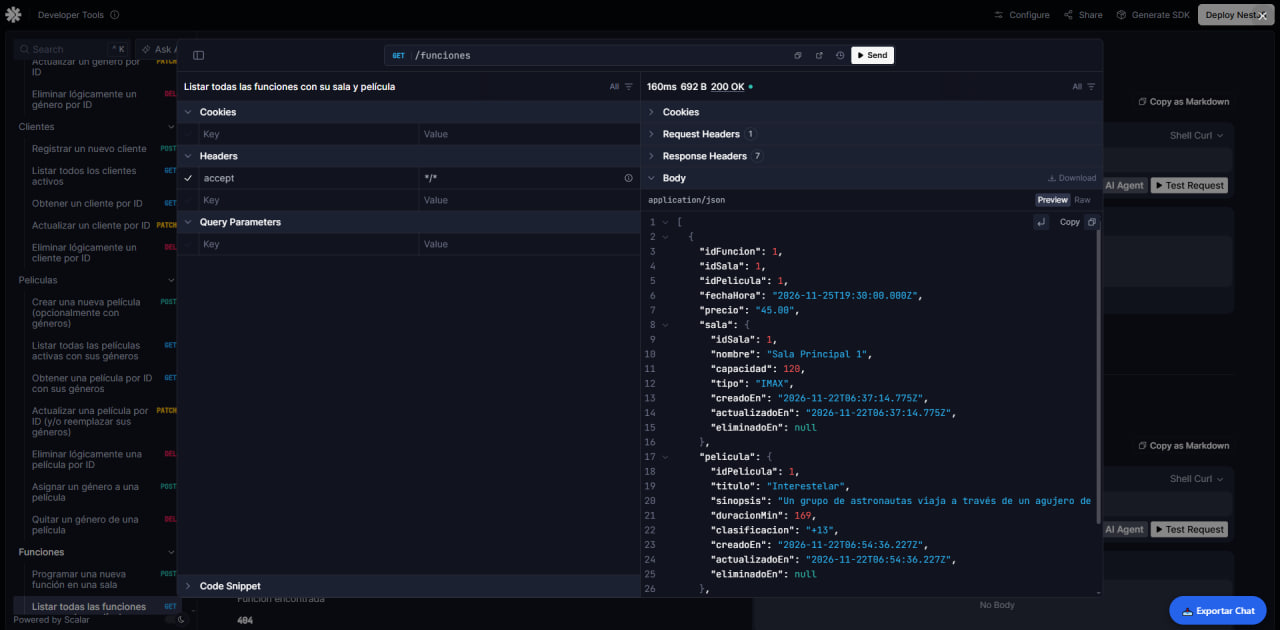 Developer Tools
Configure
Share
Generate SDK
Deploy Nest
Search
^ K
Ask A
Actualizar un género por ID
PATCH
Eliminar lógicamente un género por ID
DEL
Clientes
Registrar un nuevo cliente
POST
Listar todos los clientes activos
GET
Obtener un cliente por ID
GET
Actualizar un cliente por ID
PATCH
Eliminar lógicamente un cliente por ID
DEL
Peliculas
Crear una nueva película (opcionalmente con géneros)
POST
Listar todas las películas activas con sus géneros
GET
Obtener una película por ID con sus géneros
GET
Actualizar una película por ID (y/o reemplazar sus géneros)
PATCH
Eliminar lógicamente una película por ID
DEL
Asignar un género a una película
POST
Quitar un género de una película
DEL
Funciones
Programar una nueva función en una sala
POST
Listar todas las funciones
GET
Powered by Scalar
GET /funciones
Send
Listar todas las funciones con su sala y película
All
Cookies
Key Value
Headers
accept */*
Key Value
Query Parameters
Key Value
Code Snippet
160ms 692 B 200 OK
All
Cookies
Request Headers 1
Response Headers 7
Body
Download
application/json
Preview Raw
Copy
1 [
2 {
3 "idFuncion": 1,
4 "idSala": 1,
5 "idPelicula": 1,
6 "fechaHora": "2026-11-25T19:30:00.000Z",
7 "precio": "45.00",
8 "sala": {
9 "idSala": 1,
10 "nombre": "Sala Principal 1",
11 "capacidad": 120,
12 "tipo": "IMAX",
13 "creadoEn": "2026-11-22T06:37:14.775Z",
14 "actualizadoEn": "2026-11-22T06:37:14.775Z",
15 "eliminadoEn": null
16 },
17 "pelicula": {
18 "idPelicula": 1,
19 "titulo": "Interestelar",
20 "sinopsis": "Un grupo de astronautas viaja a través de un agujero de
21 "duracionMin": 169,
22 "clasificacion": "+13",
23 "creadoEn": "2026-11-22T06:54:36.227Z",
24 "actualizadoEn": "2026-11-22T06:54:36.227Z",
25 "eliminadoEn": null
26 },
Copy as Markdown
Shell Curl
AI Agent
Test Request
Copy as Markdown
Shell Curl
AI Agent
Test Request
Función encontrada
404
No Body
Exportar Chat